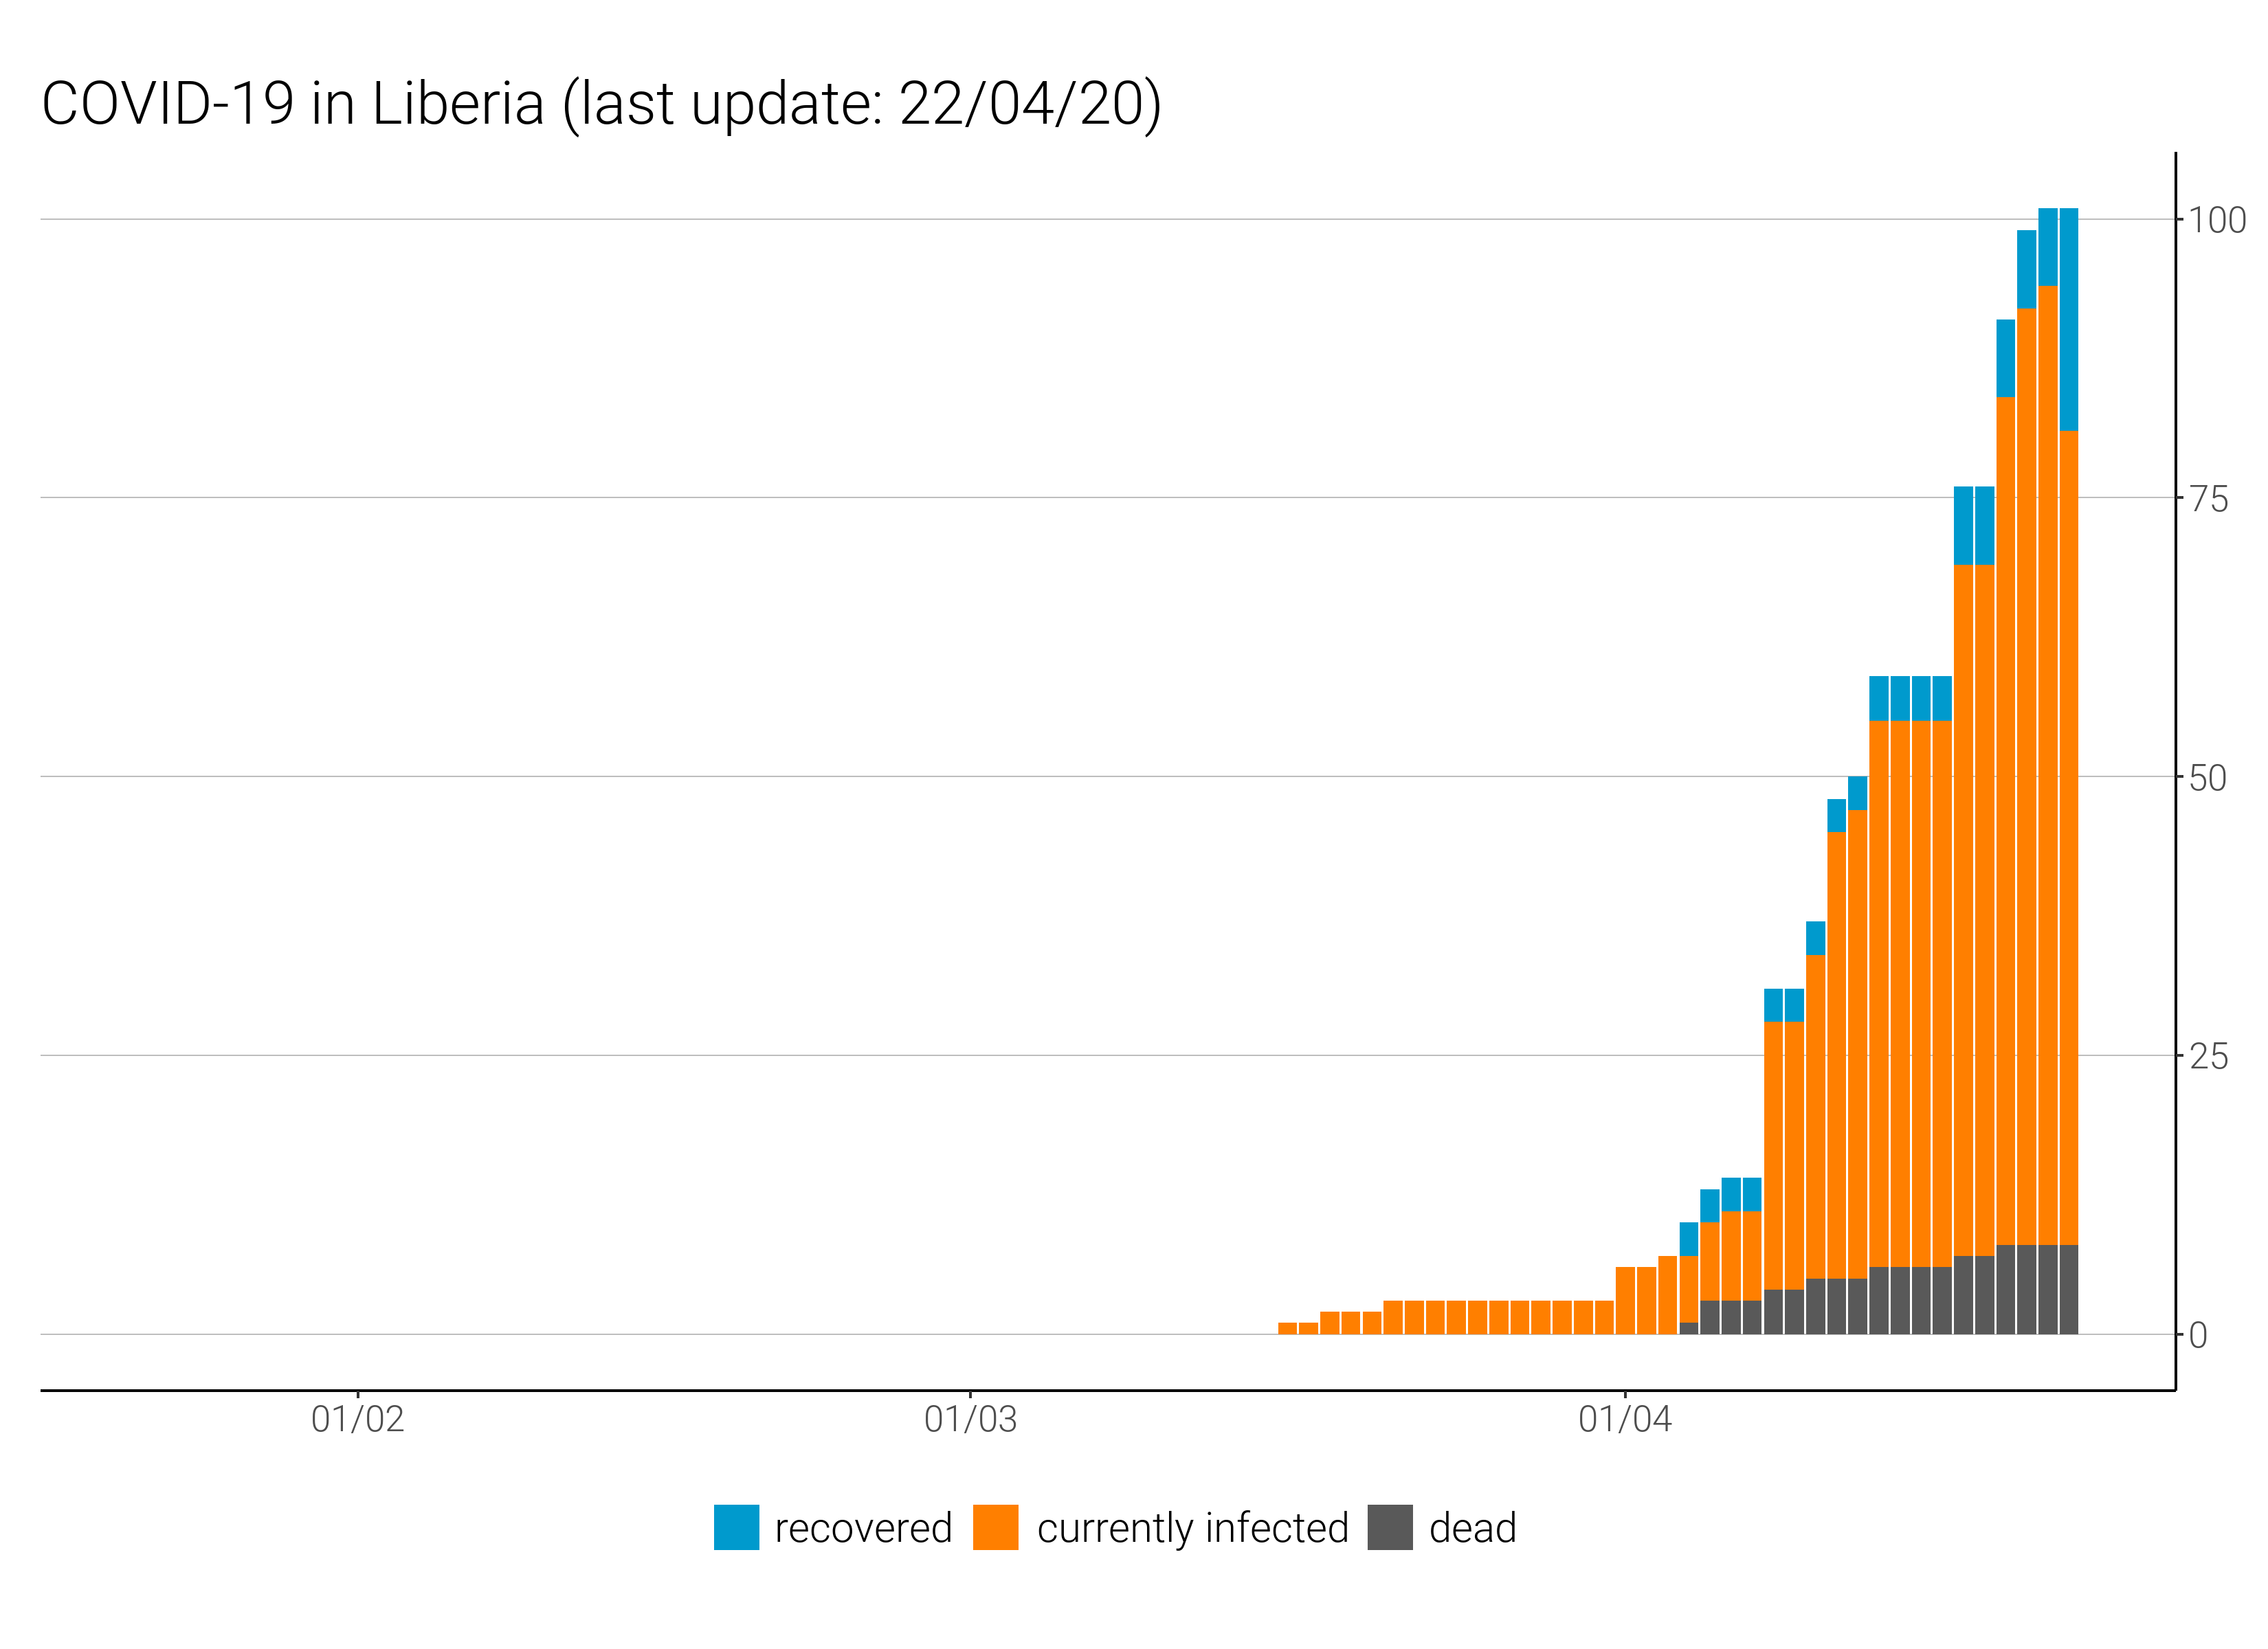 COVID-19 in Liberia (last update: 22/04/20)
100
75
50
25
0
01/02 01/03 01/04
recovered currently infected dead